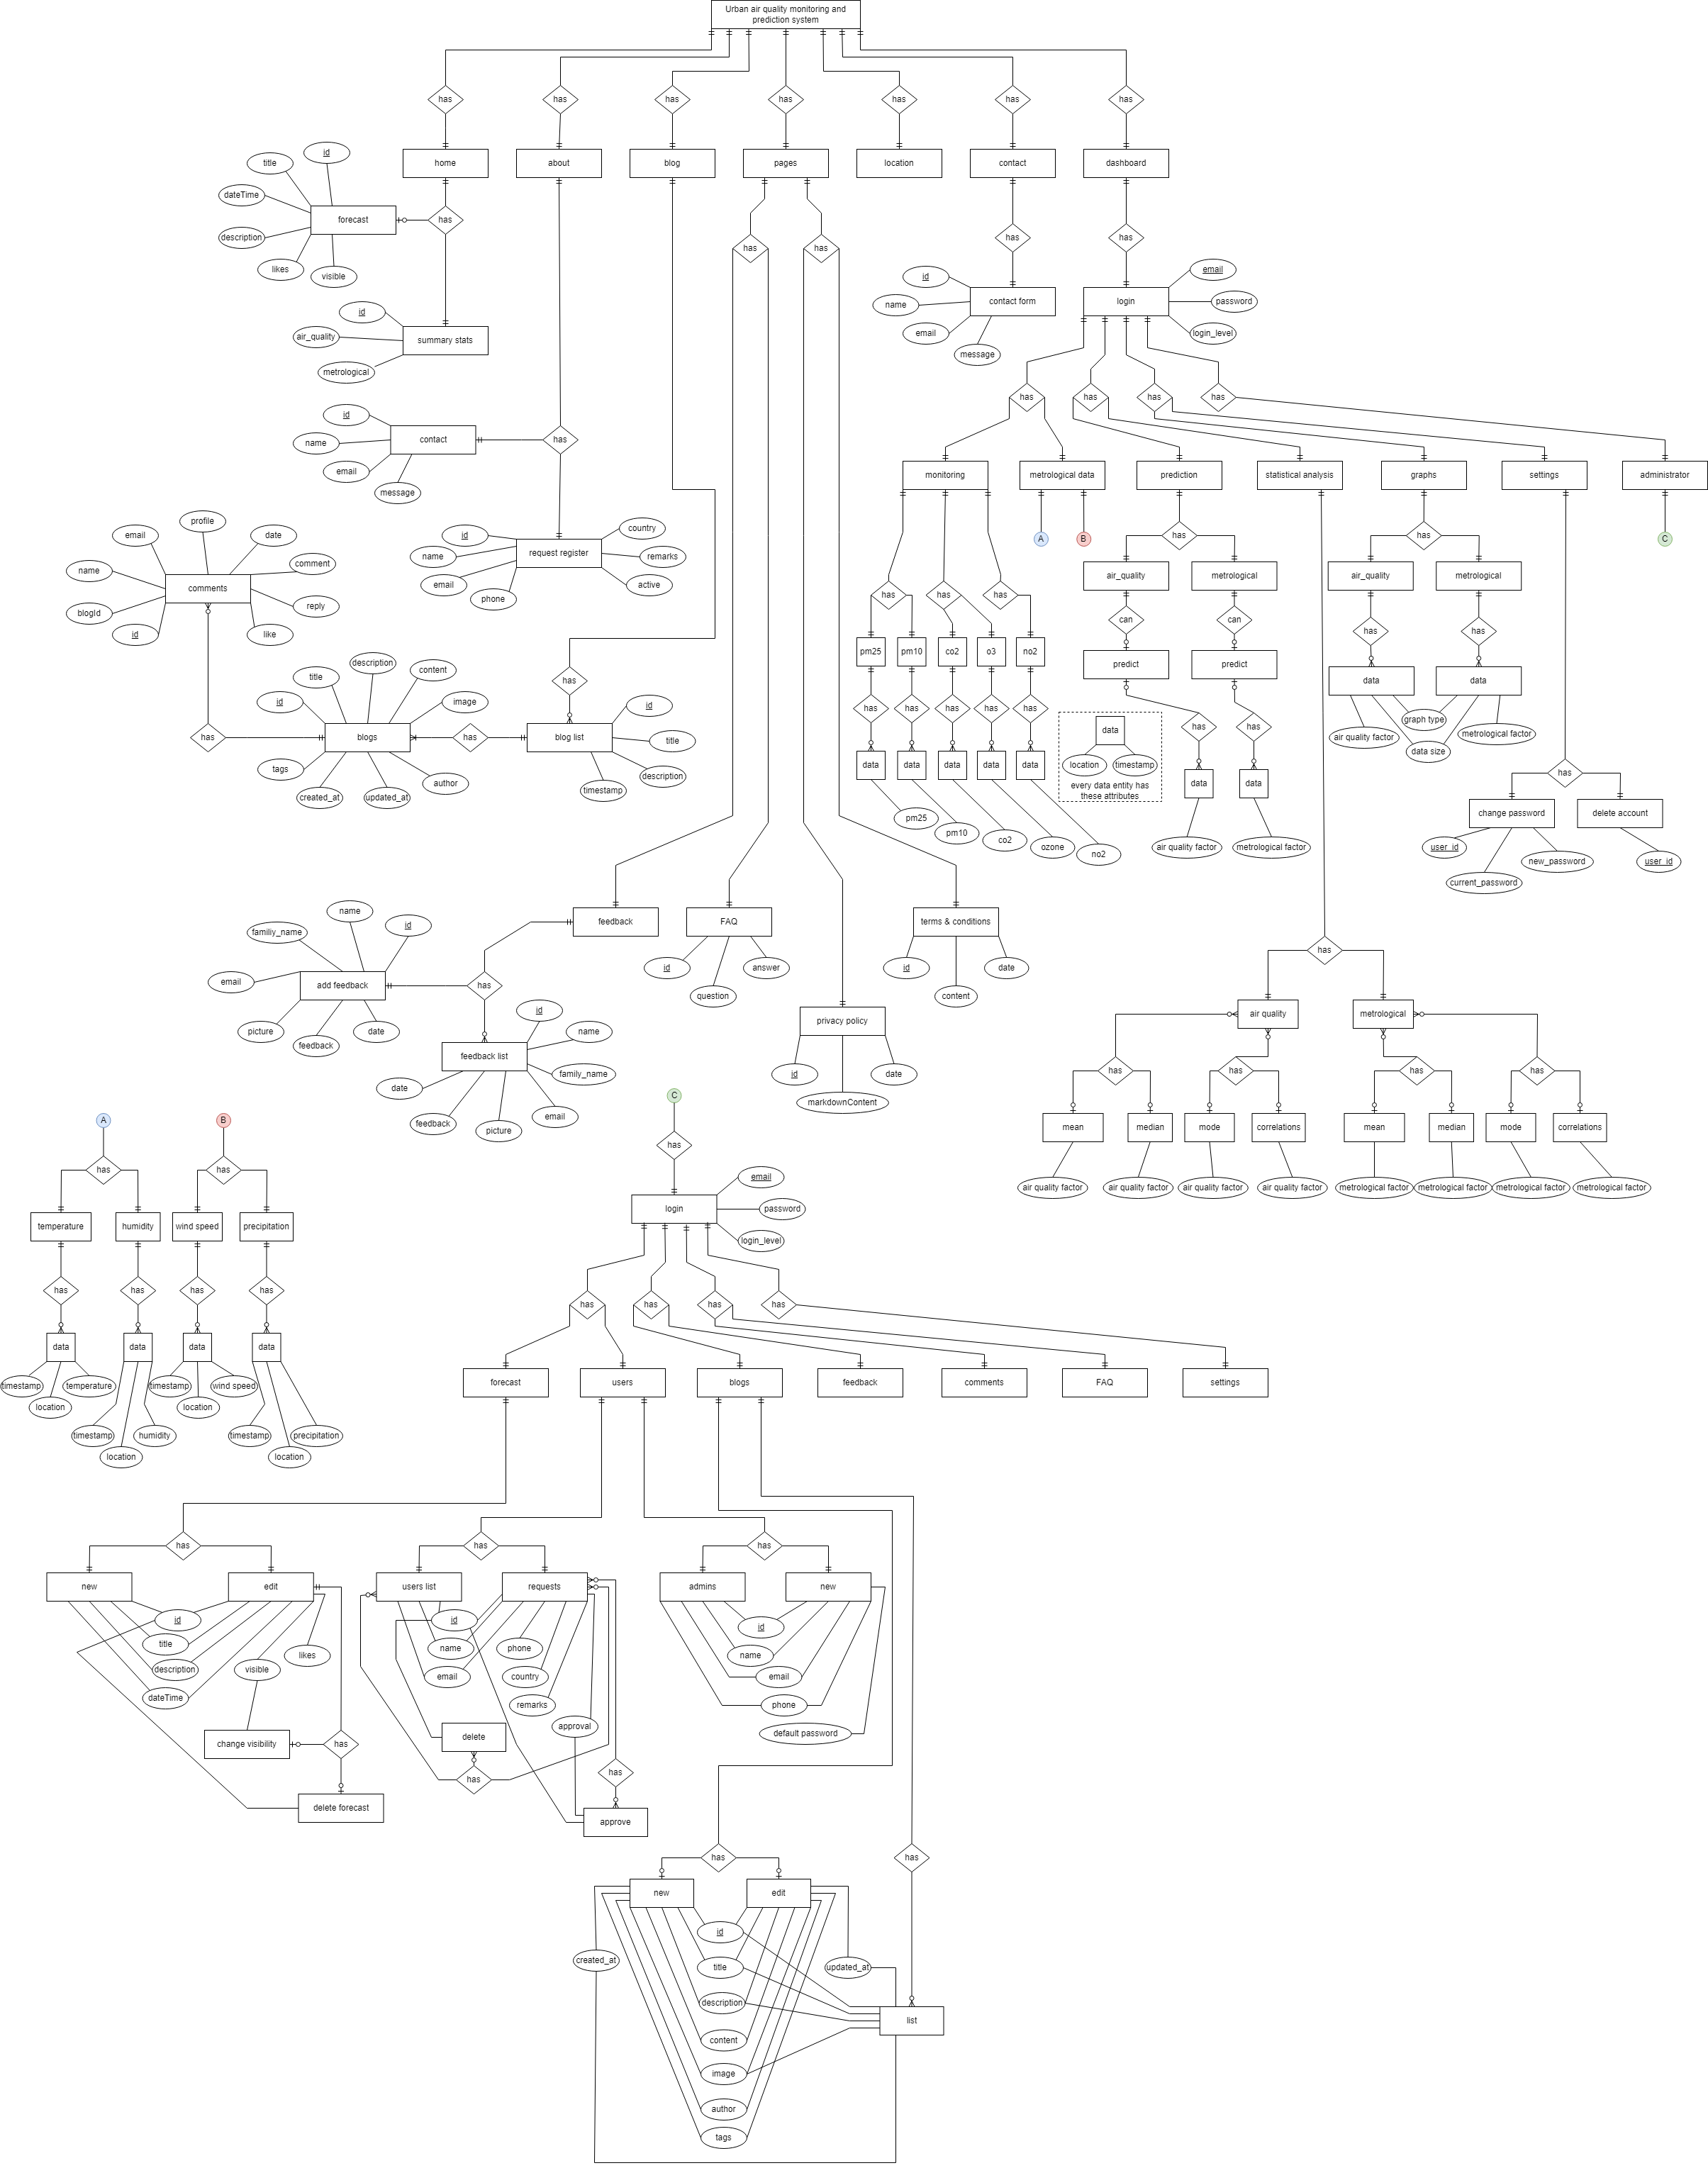 Urban air quality monitoring and
prediction system
has
has
has
has
has
has
has
home
about
blog
pages
location
contact
dashboard
id
title
dateTime
forecast
has
description
likes
visible
has
has
has
has
id
air_quality
summary stats
metrological
id
name
contact form
email
message
email
login
password
login_level
has
has
has
has
id
name
contact
email
message
has
monitoring
metrological data
prediction
statistical analysis
graphs
settings
administrator
A
B
C
profile
email
date
name
comments
comment
blogId
reply
id
like
id
country
name
request register
remarks
email
active
phone
has
has
air_quality
metrological
air_quality
metrological
has
has
has
can
can
has
has
pm25
pm10
co2
o3
no2
predict
predict
data
data
graph type
air quality factor
data size
metrological factor
has
has
has
has
has
has
has
data
data
data
data
data
data
data
data
location
timestamp
every data entity has
these attributes
pm25
pm10
co2
ozone
no2
air quality factor
metrological factor
has
change password
delete account
user_id
new_password
current_password
user_id
has
description
title
content
id
image
has
blogs
has
blog list
id
title
description
timestamp
tags
author
created_at
updated_at
feedback
FAQ
terms & conditions
id
question
answer
id
content
date
privacy policy
id
date
markdownContent
name
familiy_name
id
email
add feedback
has
picture
feedback
date
id
name
feedback list
family_name
date
feedback
picture
email
has
air quality
metrological
has
has
has
has
mean
median
mode
correlations
mean
median
mode
correlations
air quality factor
air quality factor
air quality factor
air quality factor
metrological factor
metrological factor
metrological factor
metrological factor
A
B
has
has
temperature
humidity
wind speed
precipitation
has
has
has
has
data
data
data
data
timestamp
temperature
location
timestamp
humidity
location
timestamp
wind speed
location
timestamp
precipitation
location
C
has
email
login
password
login_level
has
has
has
has
forecast
users
blogs
feedback
comments
FAQ
settings
has
has
has
new
edit
id
title
description
dateTime
visible
likes
change visibility
has
delete forecast
users list
requests
id
name
phone
email
country
remarks
approval
delete
has
has
approve
admins
new
id
name
email
phone
default password
has
has
new
edit
id
created_at
title
updated_at
description
list
content
image
author
tags